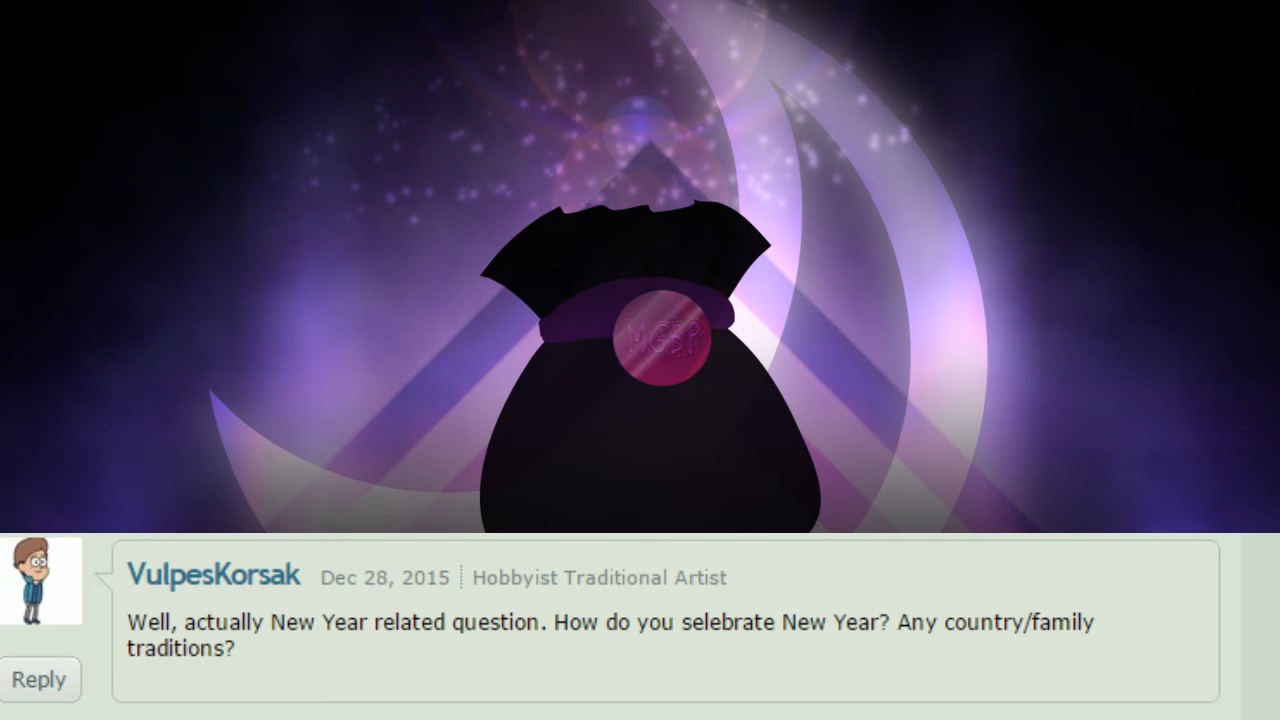 MG3P
VulpesKorsak Dec 28, 2015 Hobbyist Traditional Artist
Well, actually New Year related question. How do you selebrate New Year? Any country/family
traditions?
Reply